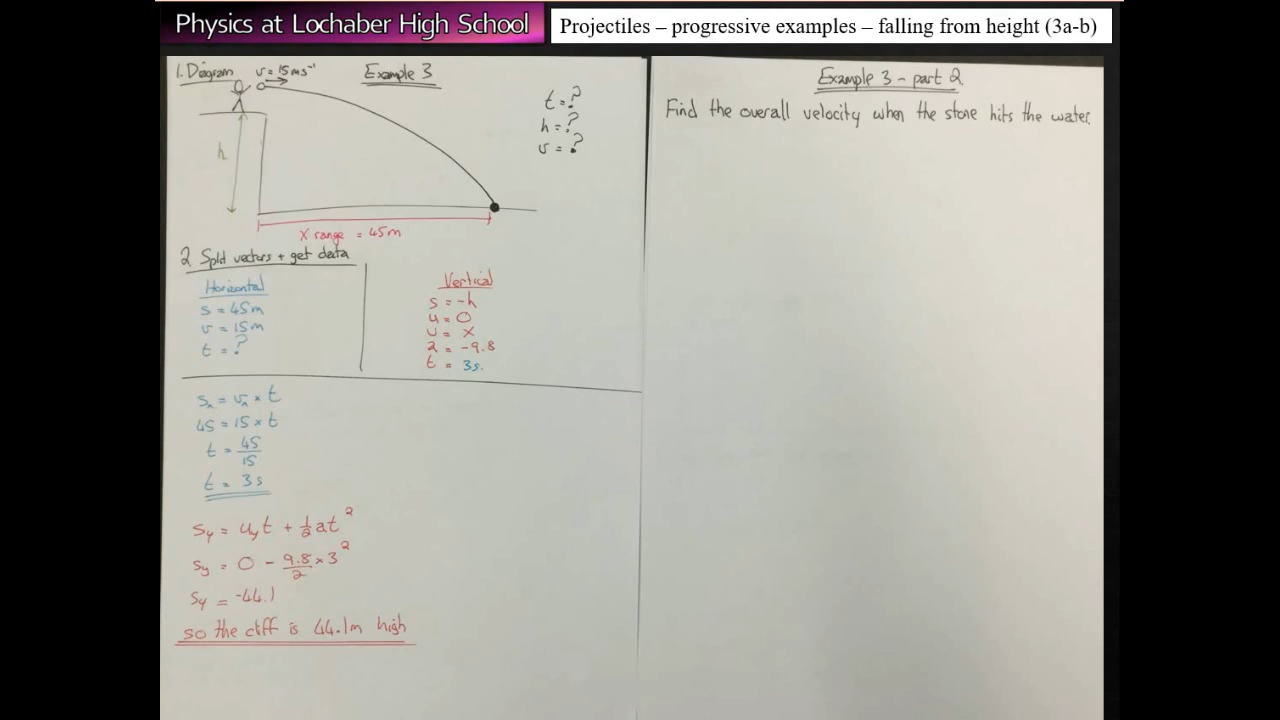 Physics at Lochaber High School
Projectiles – progressive examples – falling from height (3a-b)
1. Diagram
v = 15ms⁻¹
Example 3
t = ?
h = ?
v = ?
h
x range = 45m
2 Split vectors + get data
Horizontal
s = 45m
v = 15m
t = ?
Vertical
s = -h
u = 0
v = x
a = -9.8
t = 3s.
sₓ = vₓ × t
45 = 15 × t
t = 45/15
t = 3s
sy = uyt + ½at²
sy = 0 - 9.8/2 × 3²
sy = -44.1
so the cliff is 44.1m high
Example 3 - part 2
Find the overall velocity when the stone hits the water.